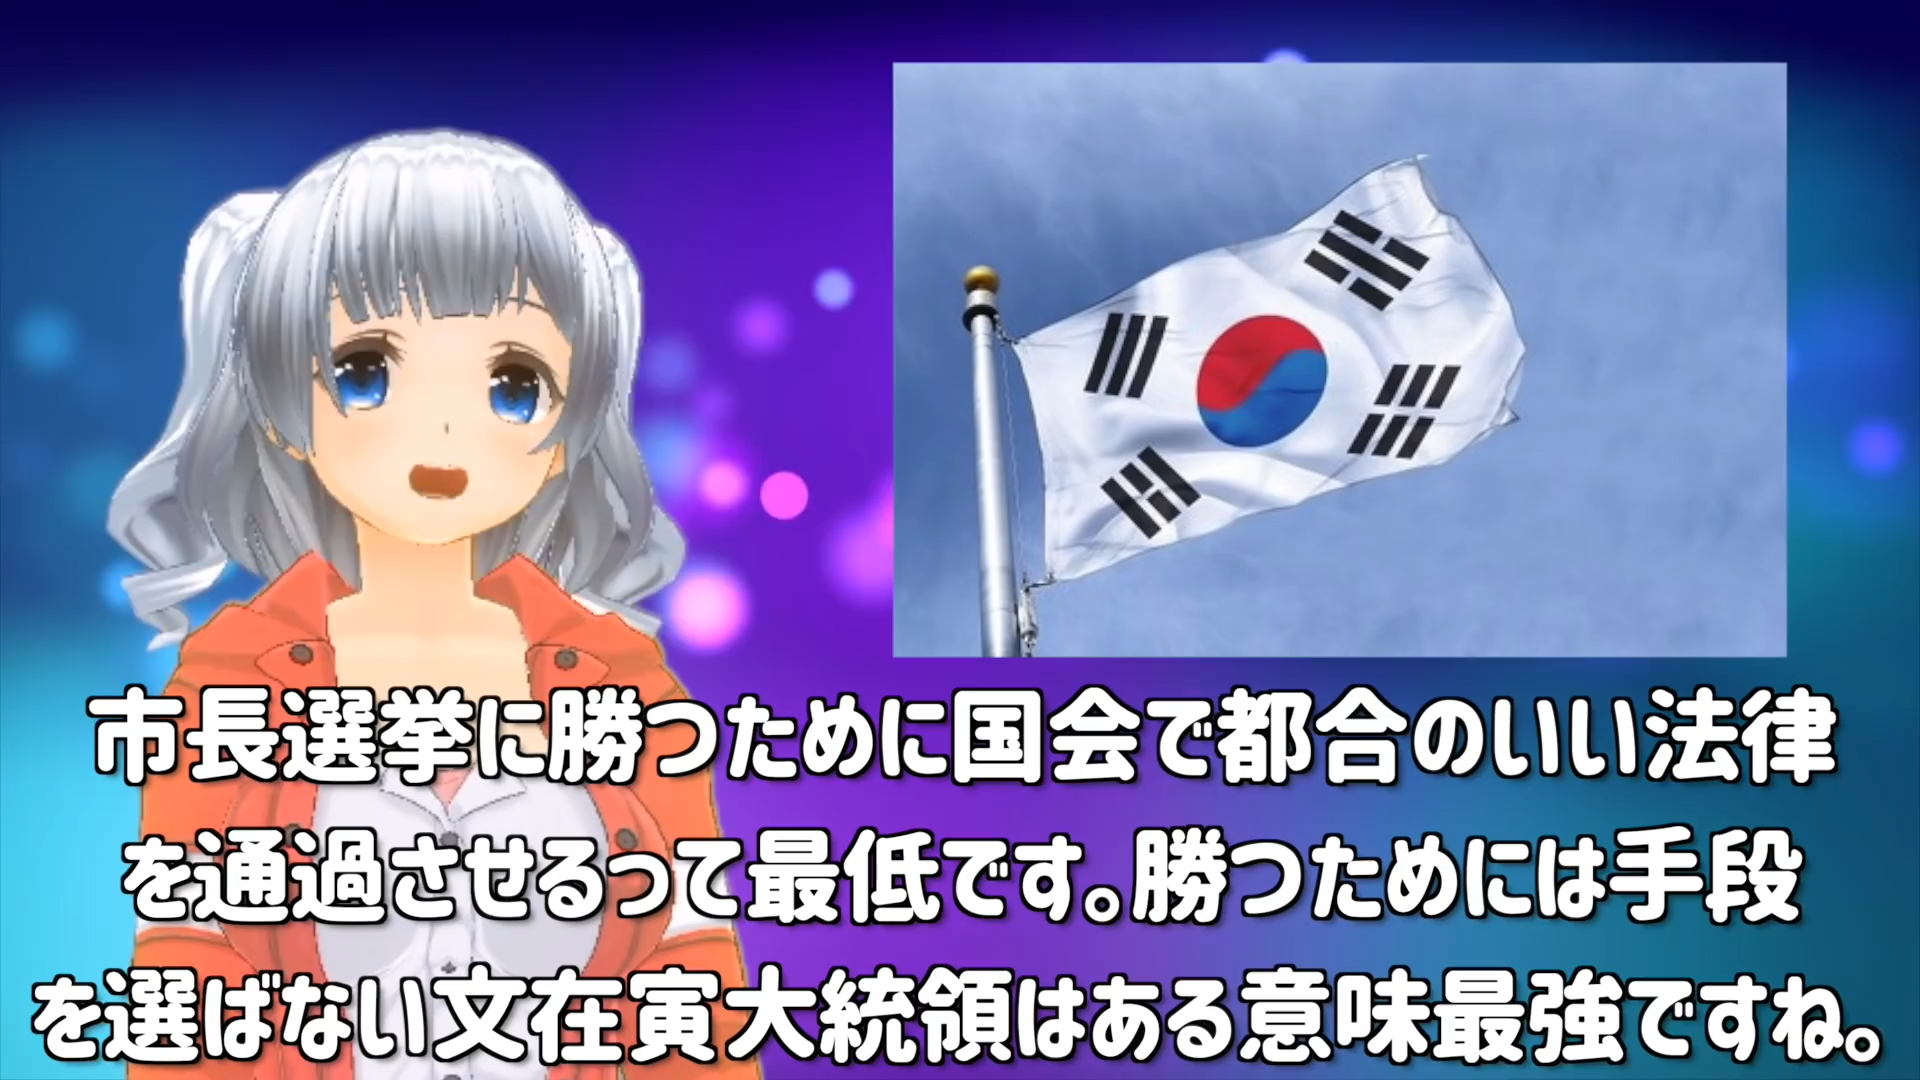 市長選挙に勝つために国会で都合のいい法律
を通過させるって最低です。勝つためには手段
を選ばない文在寅大統領はある意味最強ですね。